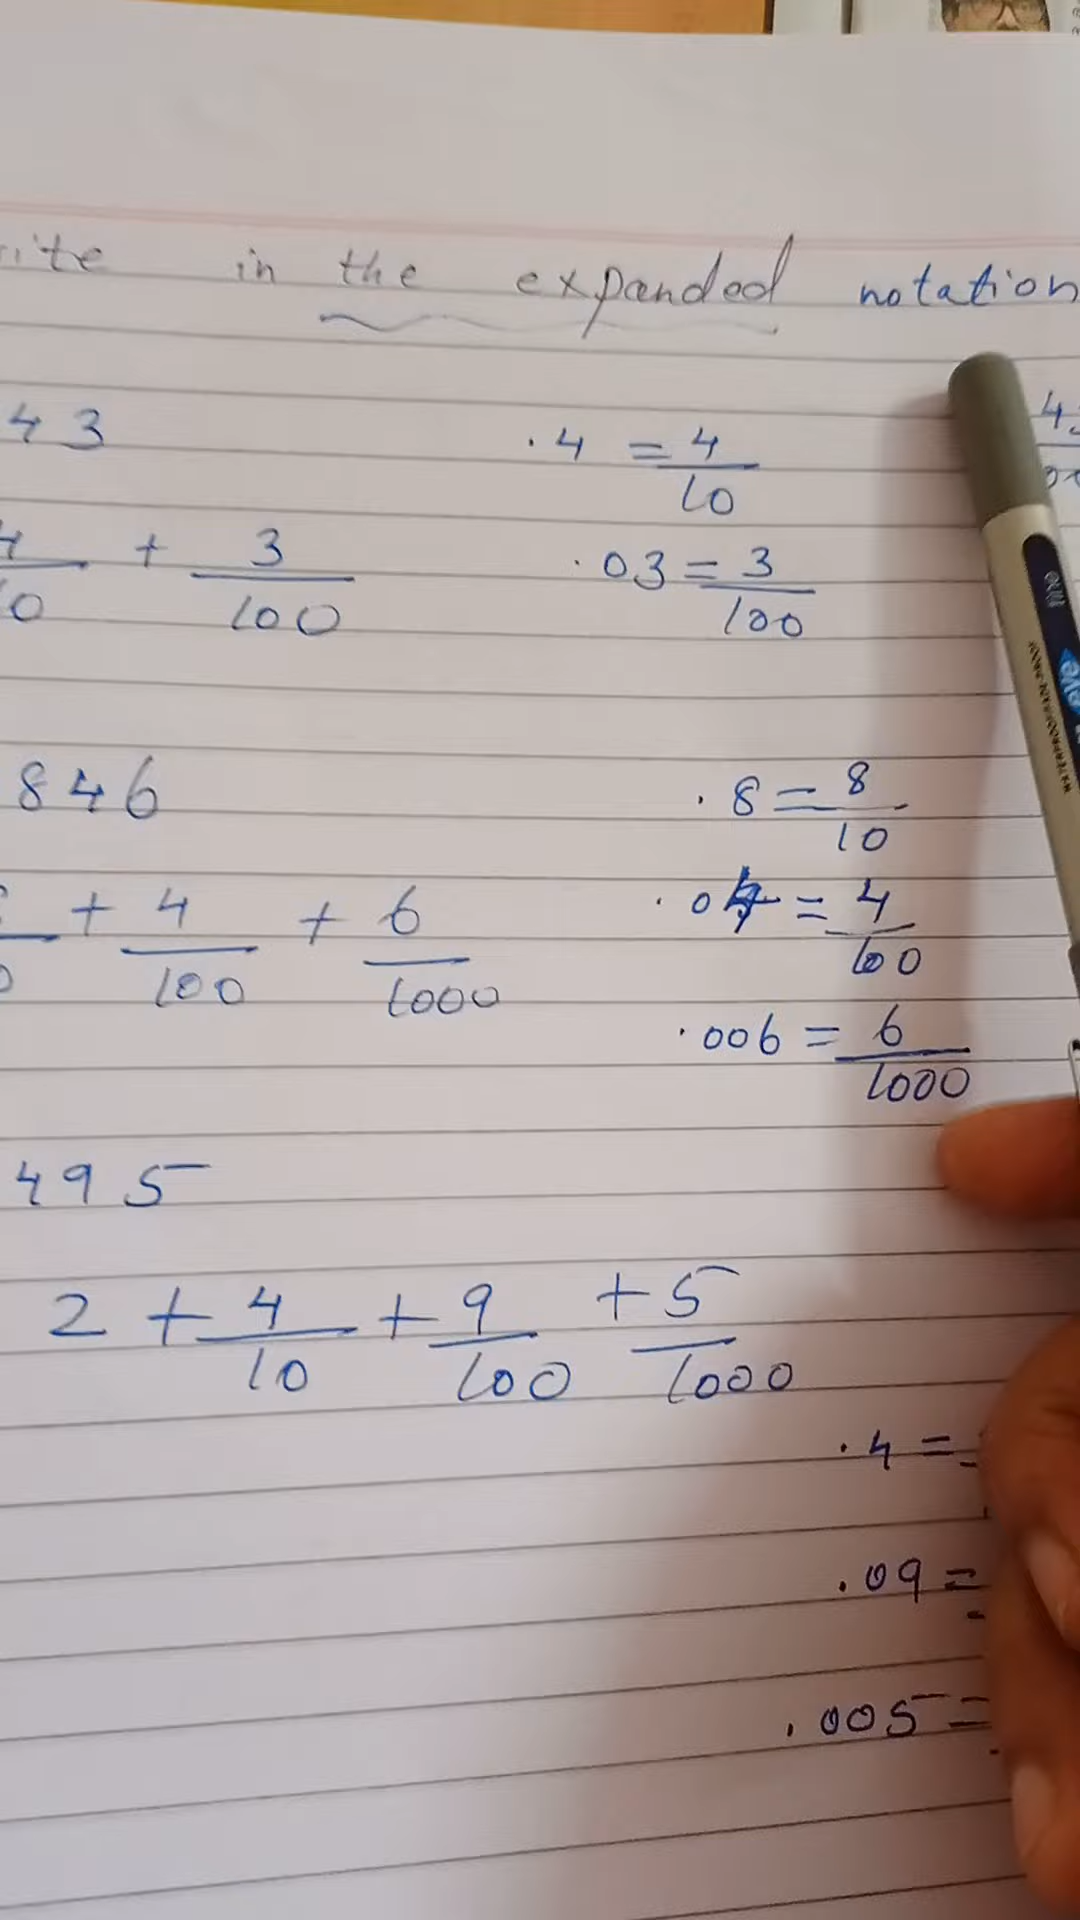 in the expanded notation
43
.4 = 4/10
+ 3/100
.03 = 3/100
846
.8 = 8/10
+ 4/100 + 6/1000
.04 = 4/100
.006 = 6/1000
495
2 + 4/10 + 9/100 + 5/1000
.4 =
.09 =
.005 =